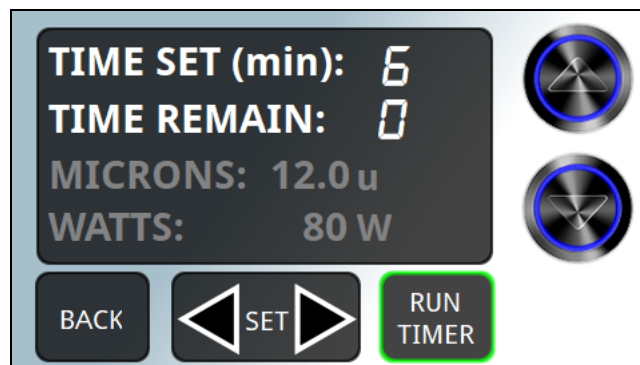 TIME SET (min): 6
TIME REMAIN: 0
MICRONS: 12.0 u
WATTS: 80 W
BACK
SET
RUN
TIMER